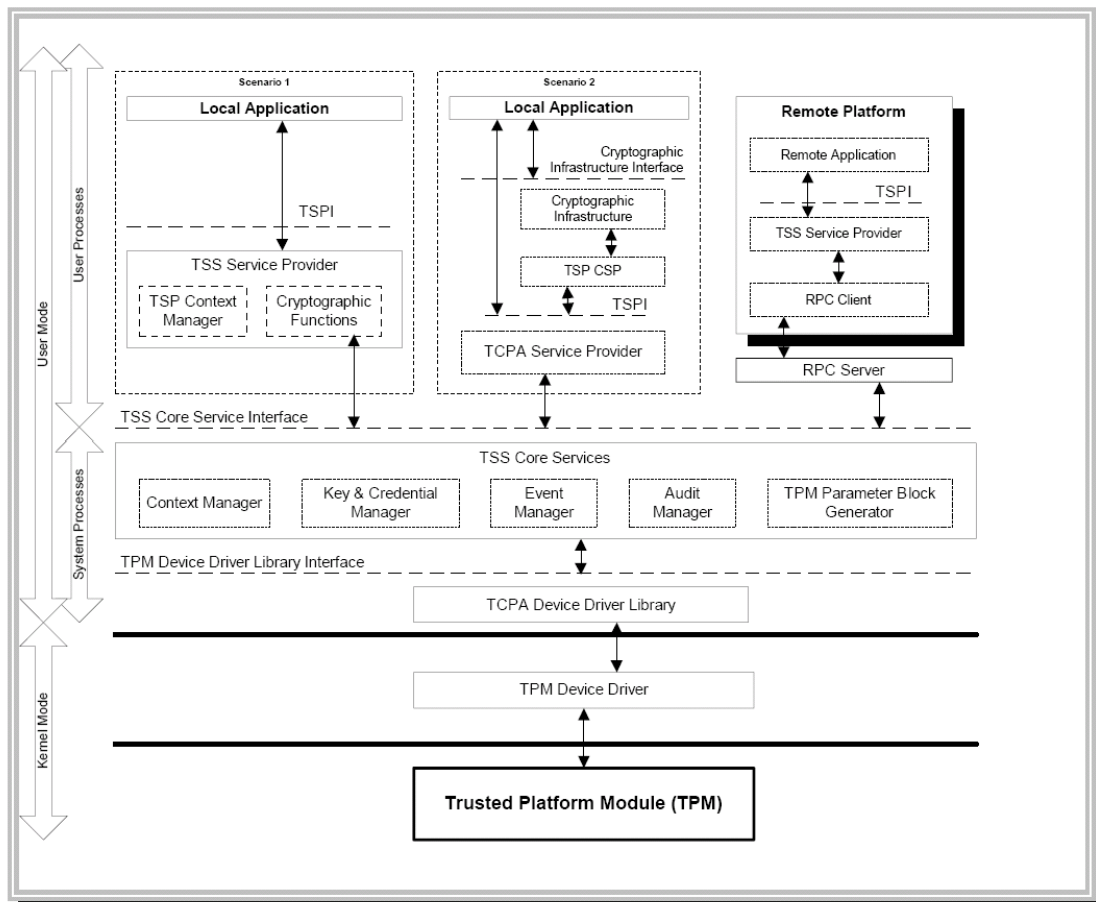 Scenario 1
Local Application
TSPI
TSS Service Provider
TSP Context
Manager
Cryptographic
Functions
Scenario 2
Local Application
Cryptographic
Infrastructure Interface
Cryptographic
Infrastructure
TSP CSP
TSPI
TCPA Service Provider
Remote Platform
Remote Application
TSPI
TSS Service Provider
RPC Client
RPC Server
User Mode
User Processes
TSS Core Service Interface
System Processes
TSS Core Services
Context Manager
Key & Credential
Manager
Event
Manager
Audit
Manager
TPM Parameter Block
Generator
TPM Device Driver Library Interface
TCPA Device Driver Library
Kernel Mode
TPM Device Driver
Trusted Platform Module (TPM)